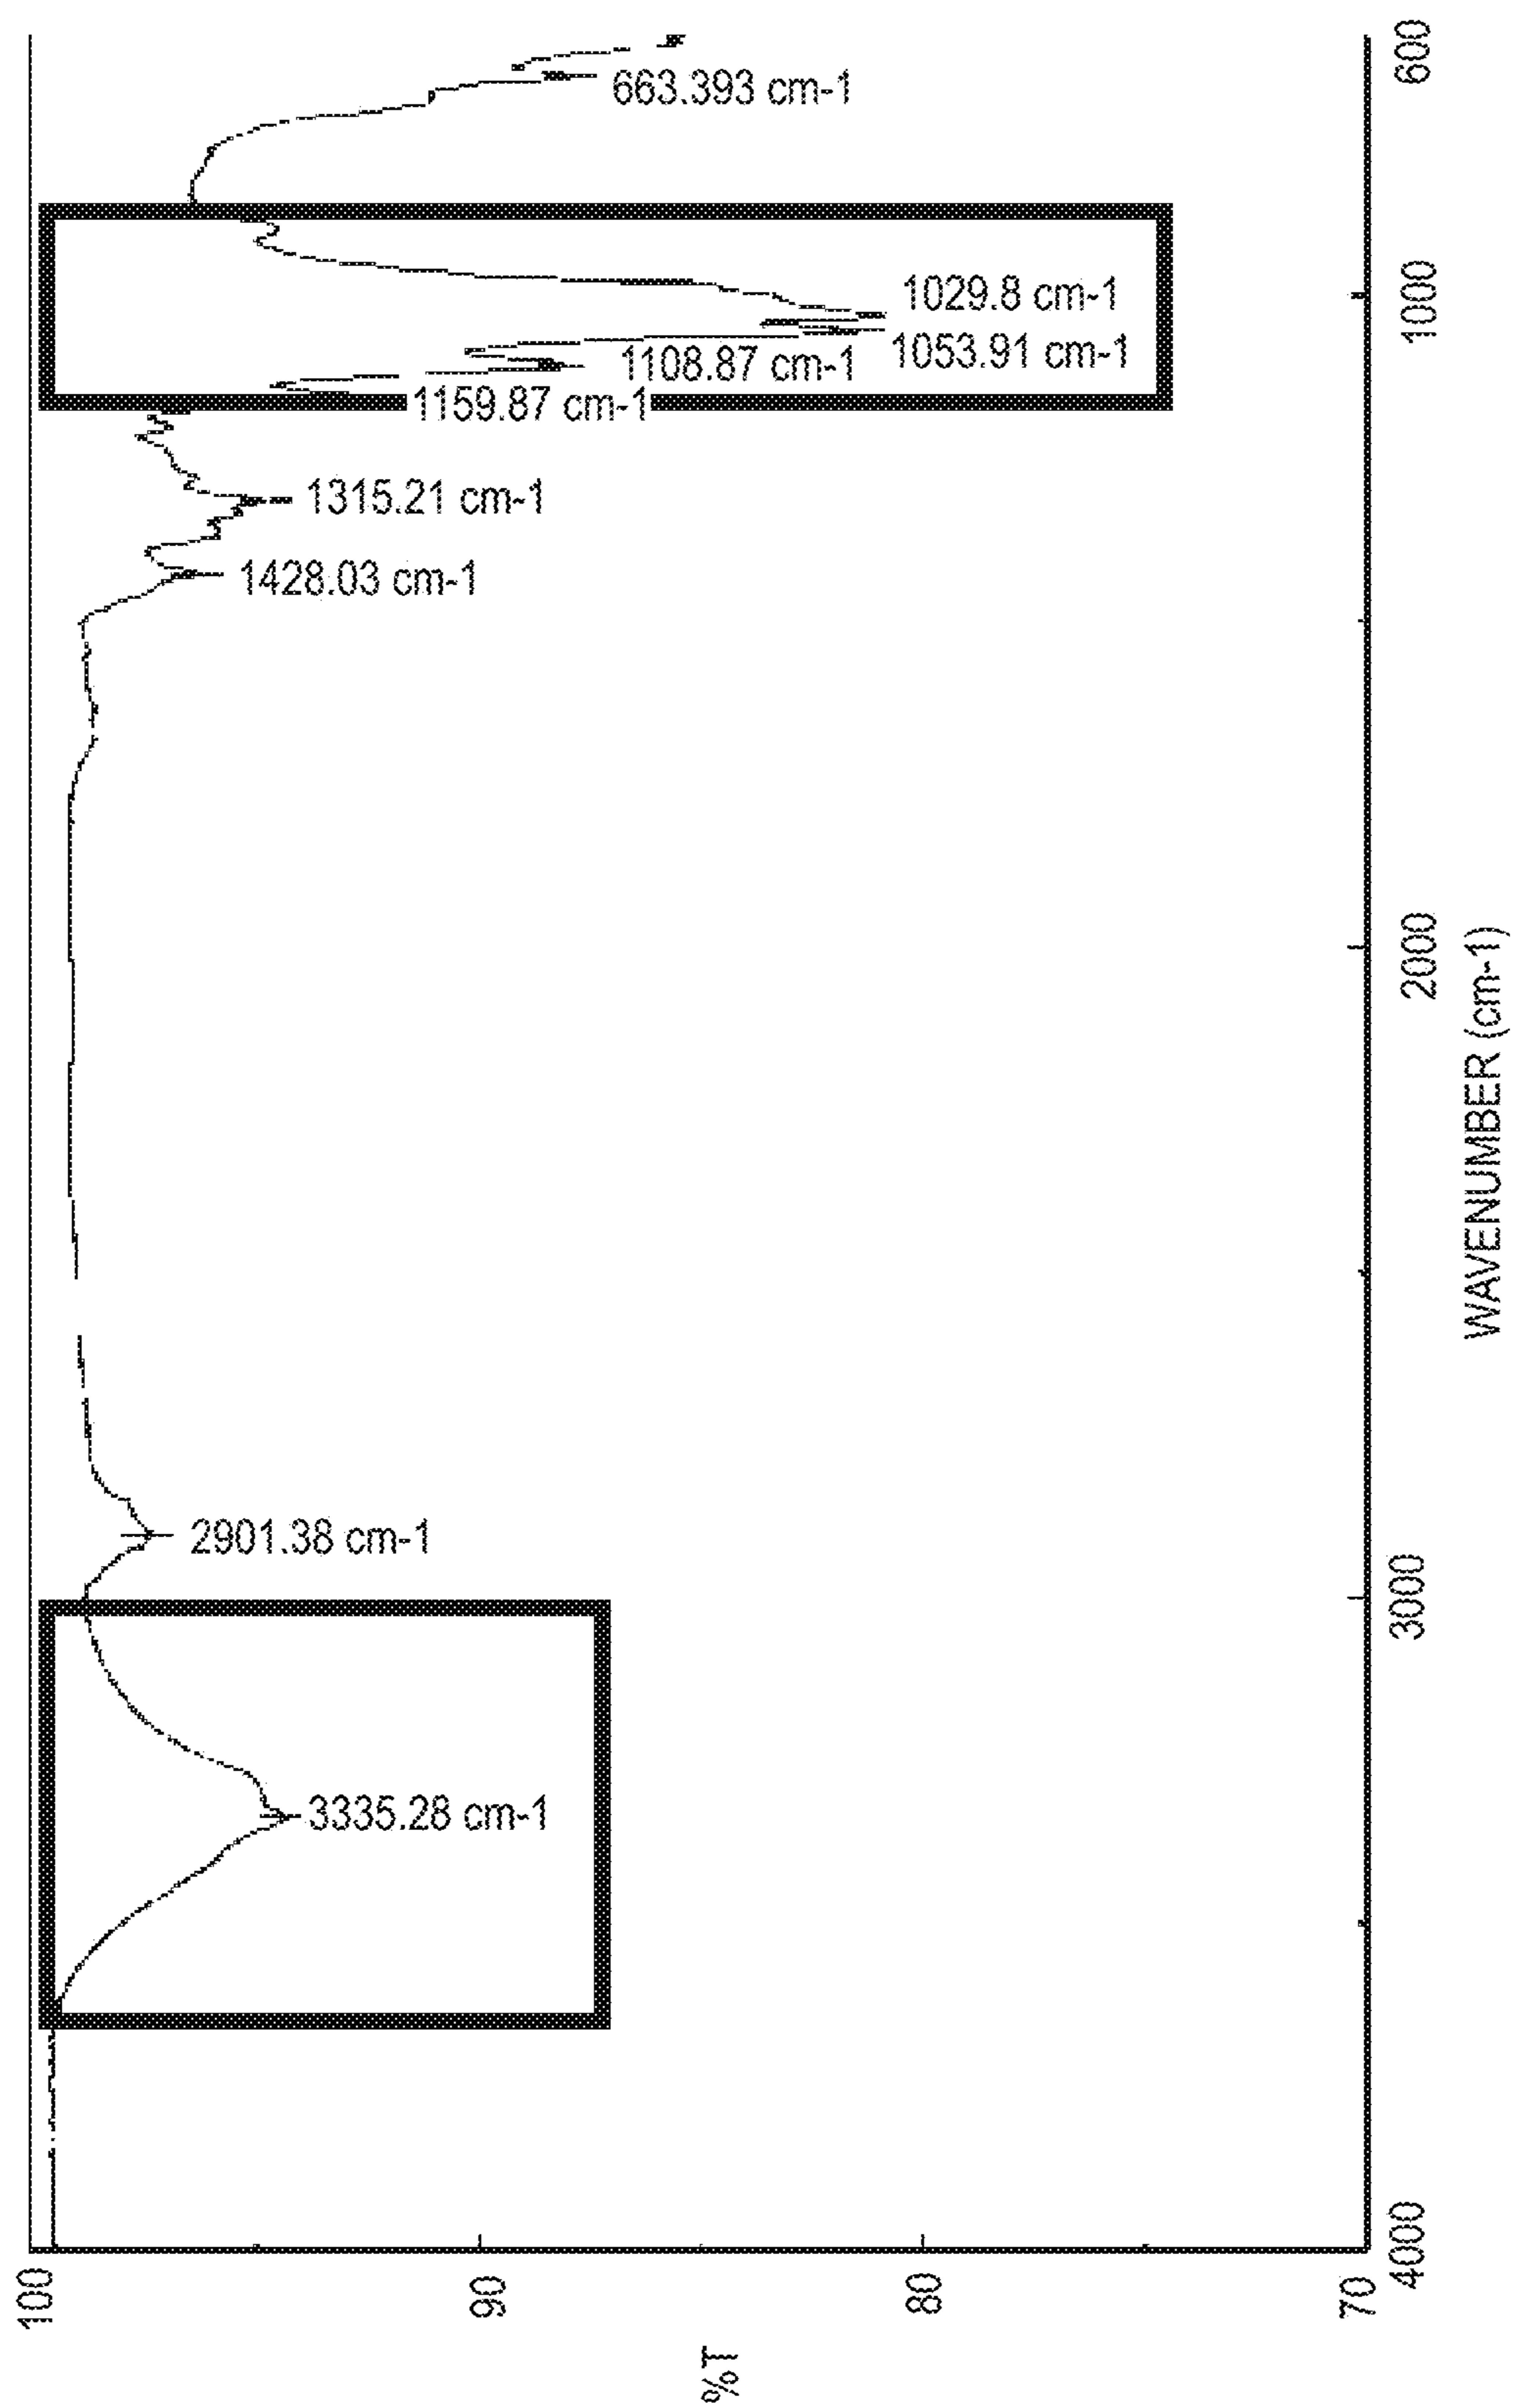 100
90
80
70
%T
4000
3000
2000
1000
600
WAVENUMBER (cm-1)
3335.28 cm-1
2901.38 cm-1
1428.03 cm-1
1315.21 cm-1
1159.87 cm-1
1108.87 cm-1
1053.91 cm-1
1029.8 cm-1
663.393 cm-1